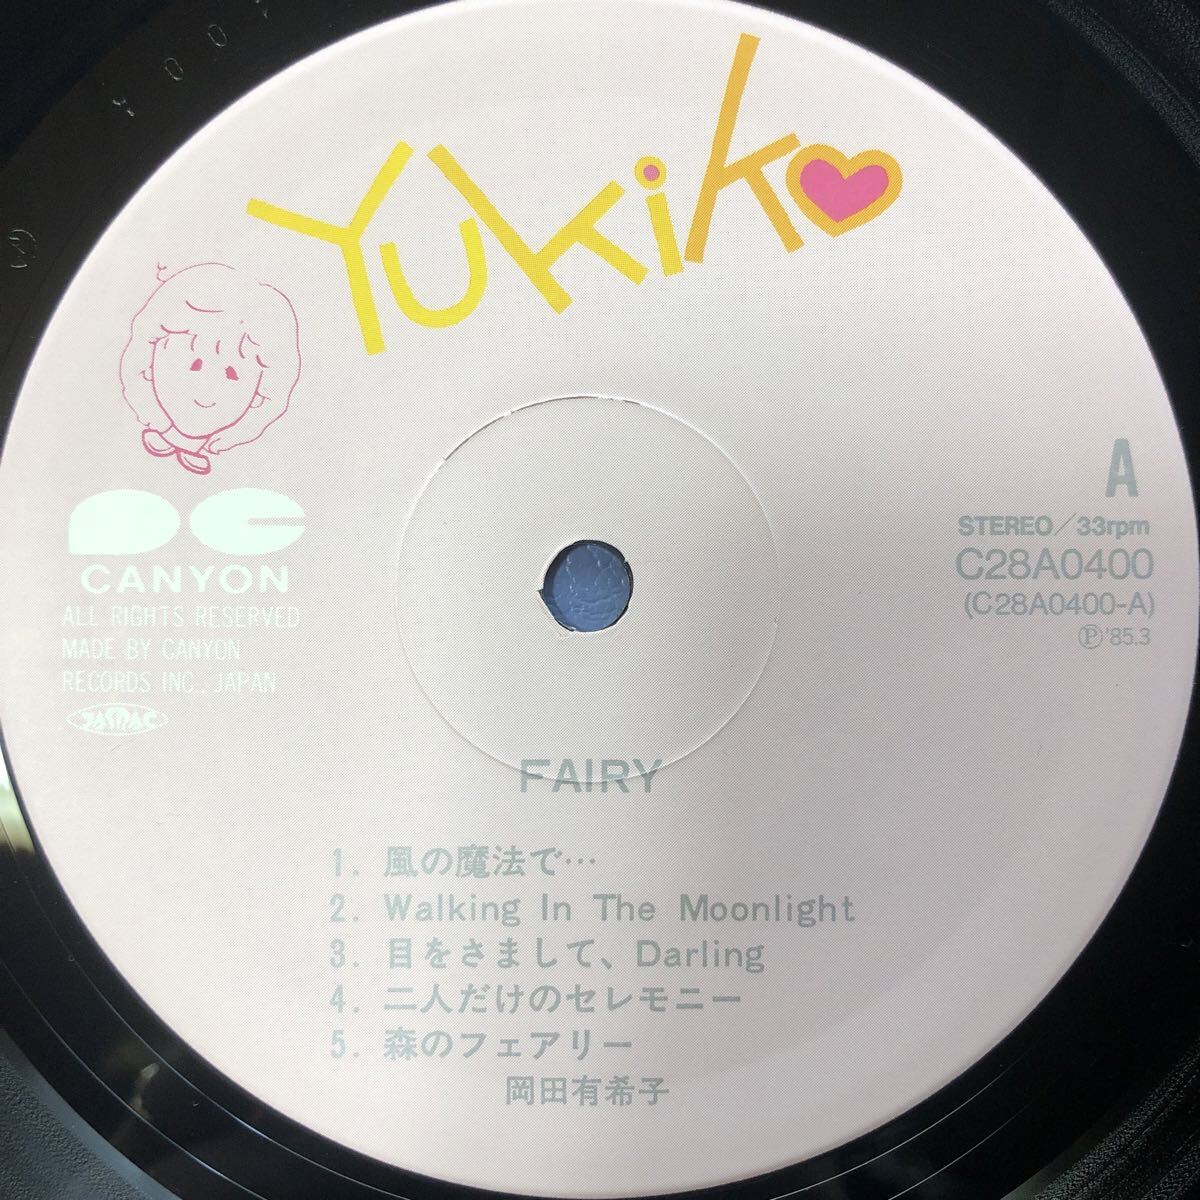 Yukiko
CANYON
ALL RIGHTS RESERVED
MADE BY CANYON
RECORDS INC., JAPAN
JASRAC
A
STEREO/33rpm
C28A0400
(C28A0400-A)
Ⓟ'85.3
FAIRY
1. 風の魔法で…
2. Walking In The Moonlight
3. 目をさまして、Darling
4. 二人だけのセレモニー
5. 森のフェアリー
岡田有希子